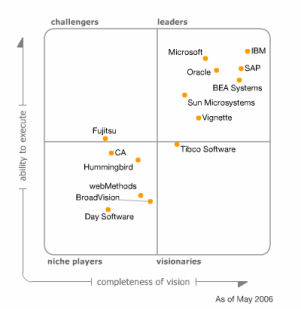 challengers
leaders
Microsoft
IBM
Oracle
SAP
BEA Systems
Sun Microsystems
Vignette
Fujitsu
Tibco Software
CA
Hummingbird
webMethods
BroadVision
Day Software
ability to execute
niche players
visionaries
completeness of vision
As of May 2006